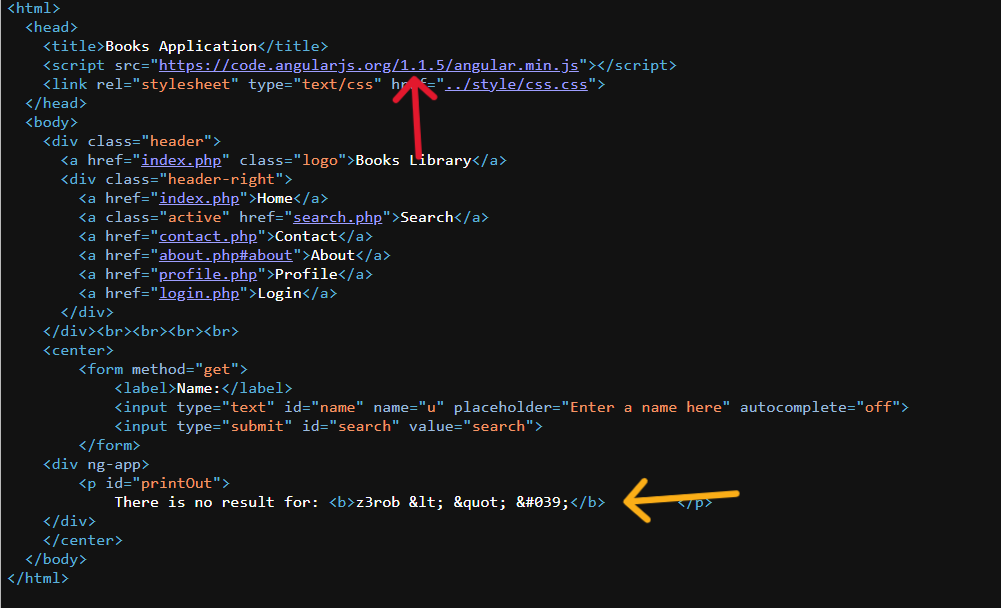 <html>
<head>
<title>Books Application</title>
<script src="https://code.angularjs.org/1.1.5/angular.min.js"></script>
<link rel="stylesheet" type="text/css" href="../style/css.css">
</head>
<body>
<div class="header">
<a href="index.php" class="logo">Books Library</a>
<div class="header-right">
<a href="index.php">Home</a>
<a class="active" href="search.php">Search</a>
<a href="contact.php">Contact</a>
<a href="about.php#about">About</a>
<a href="profile.php">Profile</a>
<a href="login.php">Login</a>
</div>
</div><br><br><br><br>
<center>
<form method="get">
<label>Name:</label>
<input type="text" id="name" name="u" placeholder="Enter a name here" autocomplete="off">
<input type="submit" id="search" value="search">
</form>
<div ng-app>
<p id="printOut">
There is no result for: <b>z3rob &lt; &quot; &#039;</b> </p>
</div>
</center>
</body>
</html>